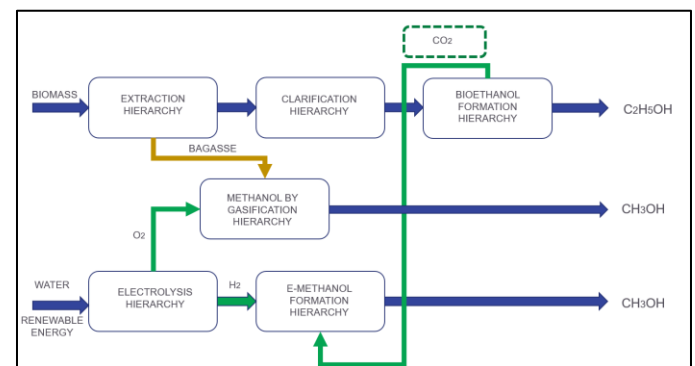 CO2
BIOMASS
EXTRACTION
HIERARCHY
CLARIFICATION
HIERARCHY
BIOETHANOL
FORMATION
HIERARCHY
C2H5OH
BAGASSE
METHANOL BY
GASIFICATION
HIERARCHY
CH3OH
O2
WATER
RENEWABLE
ENERGY
ELECTROLYSIS
HIERARCHY
H2
E-METHANOL
FORMATION
HIERARCHY
CH3OH